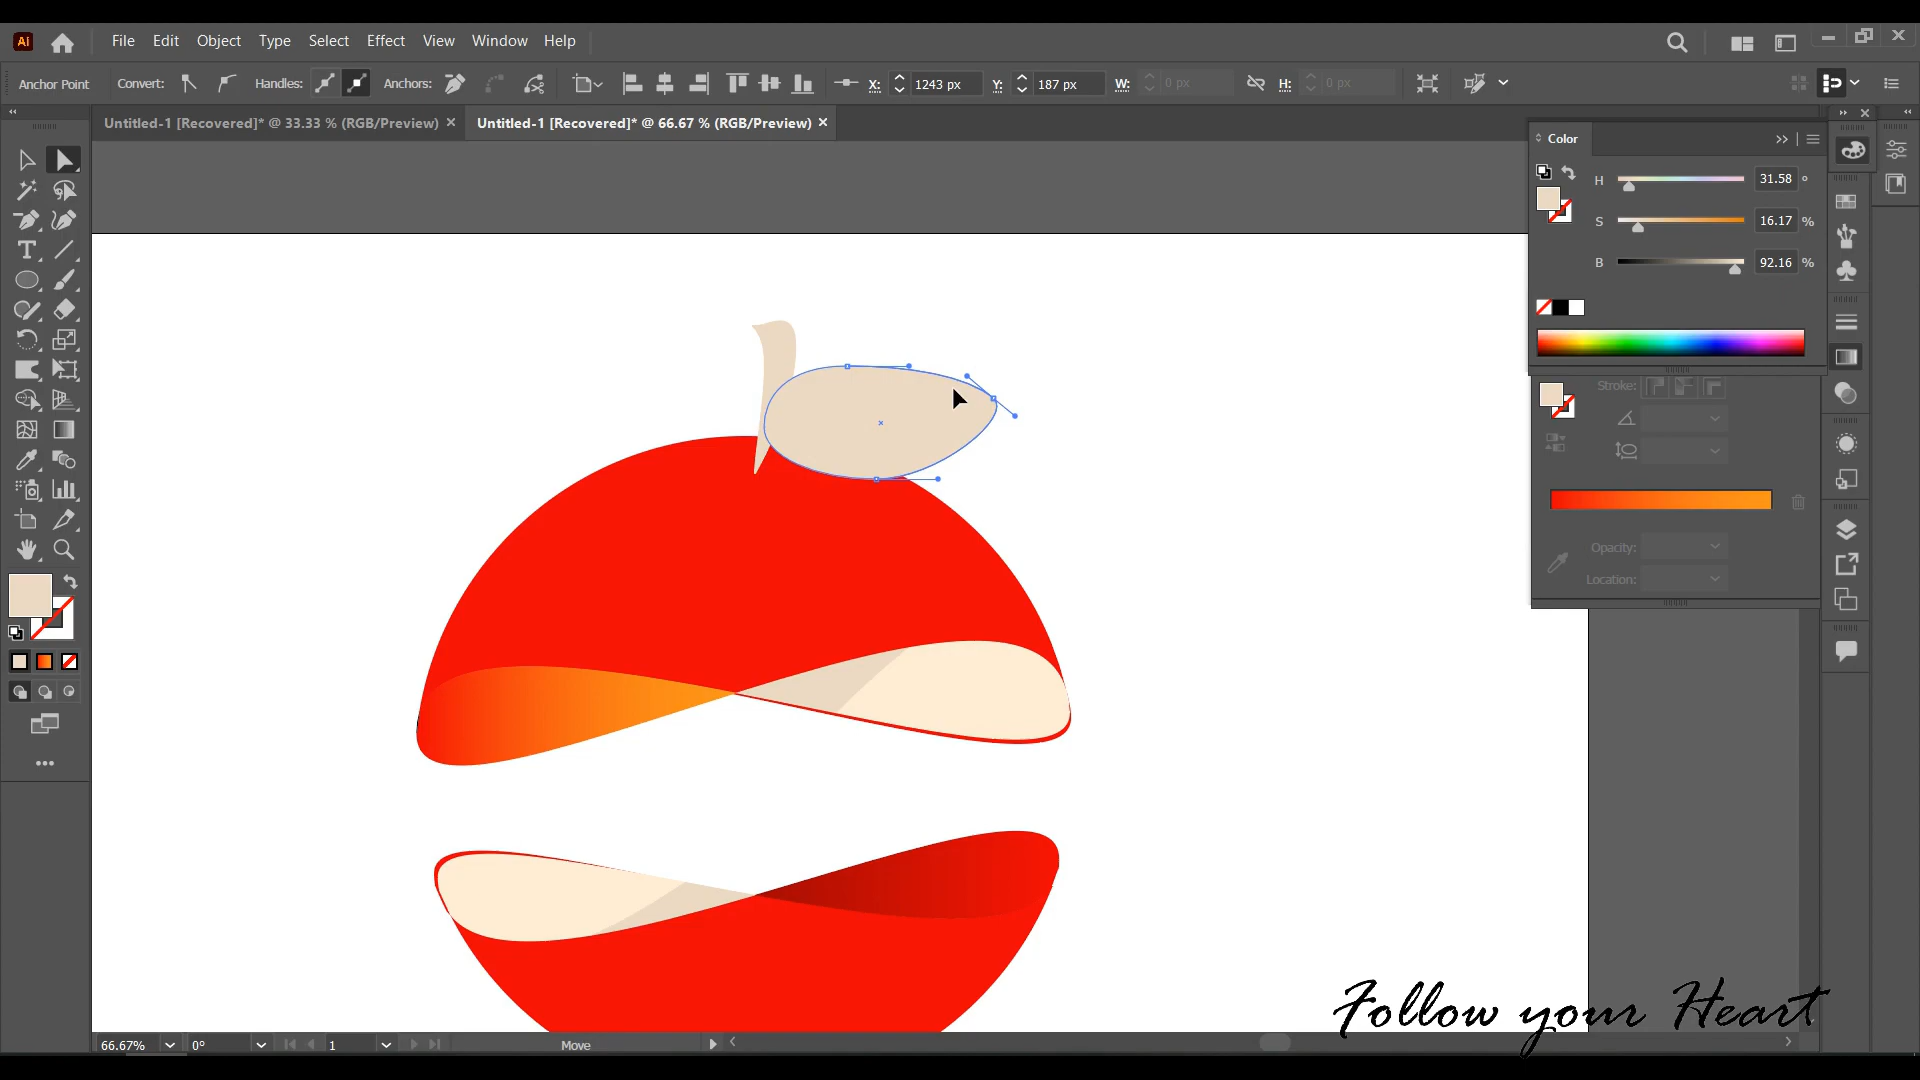 Ai File Edit Object Type Select Effect View Window Help
Anchor Point Convert: Handles: Anchors: X: 1243 px Y: 187 px W: 0 px H: 0 px
Untitled-1 [Recovered]* @ 33.33 % (RGB/Preview) × Untitled-1 [Recovered]* @ 66.67 % (RGB/Preview) ×
Color
H 31.58 °
S 16.17 %
B 92.16 %
Stroke:
Opacity:
Location:
Follow your Heart
66.67% 0° 1 Move